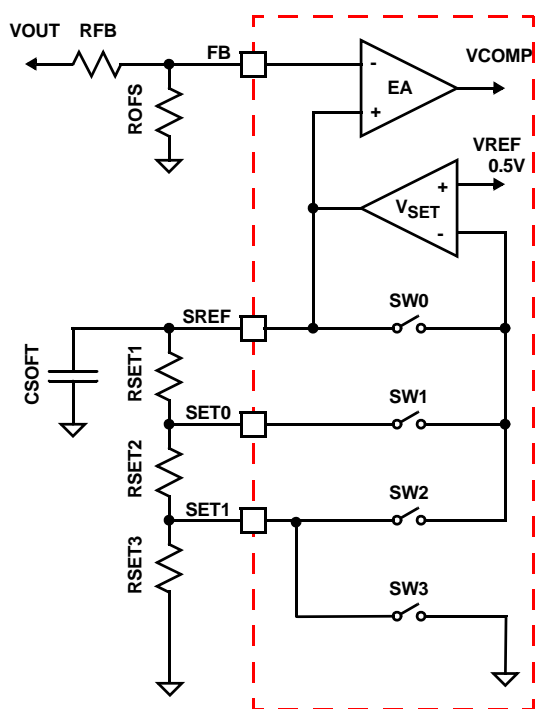 VOUT RFB FB
ROFS
- EA +
VCOMP
VREF
0.5V
+ VSET -
SREF SW0
CSOFT
RSET1
SET0 SW1
RSET2
SET1 SW2
RSET3
SW3